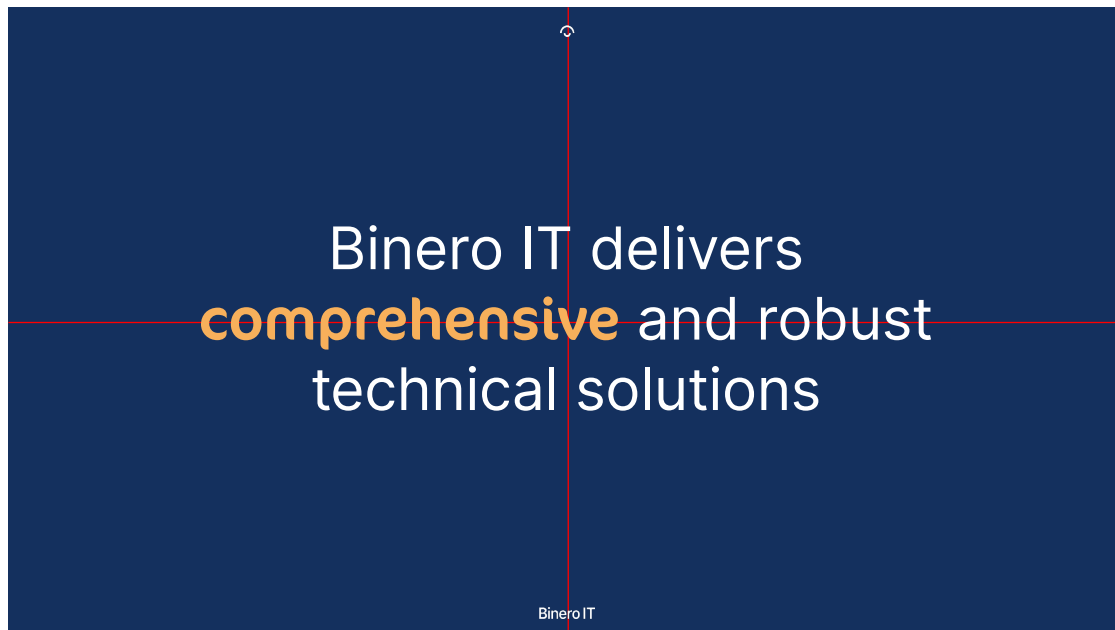 Binero IT delivers
comprehensive and robust
technical solutions
Binero IT